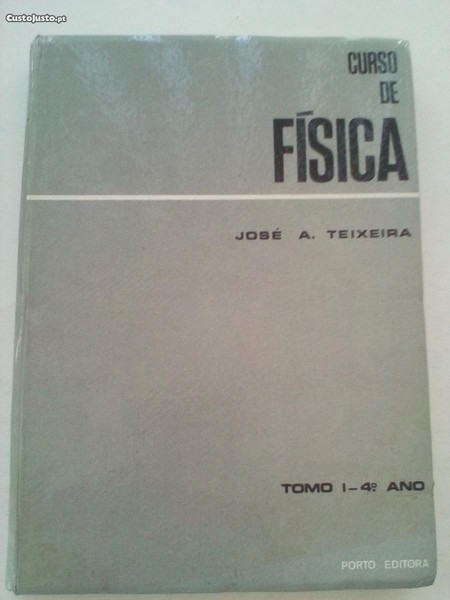 CustoJusto.pt
CURSO
DE
FÍSICA
JOSÉ A. TEIXEIRA
TOMO I-4º ANO
PORTO EDITORA